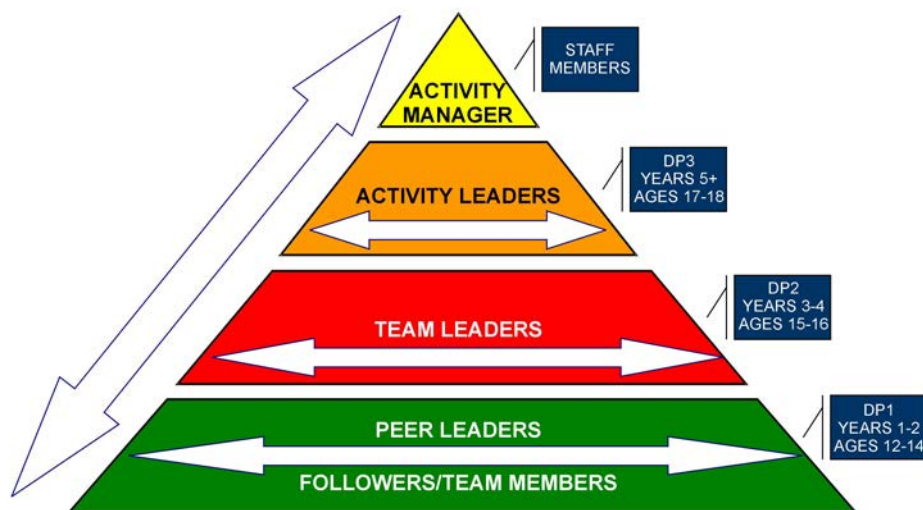 STAFF
MEMBERS
ACTIVITY
MANAGER
DP3
YEARS 5+
AGES 17-18
ACTIVITY LEADERS
DP2
YEARS 3-4
AGES 15-16
TEAM LEADERS
DP1
YEARS 1-2
AGES 12-14
PEER LEADERS
FOLLOWERS/TEAM MEMBERS